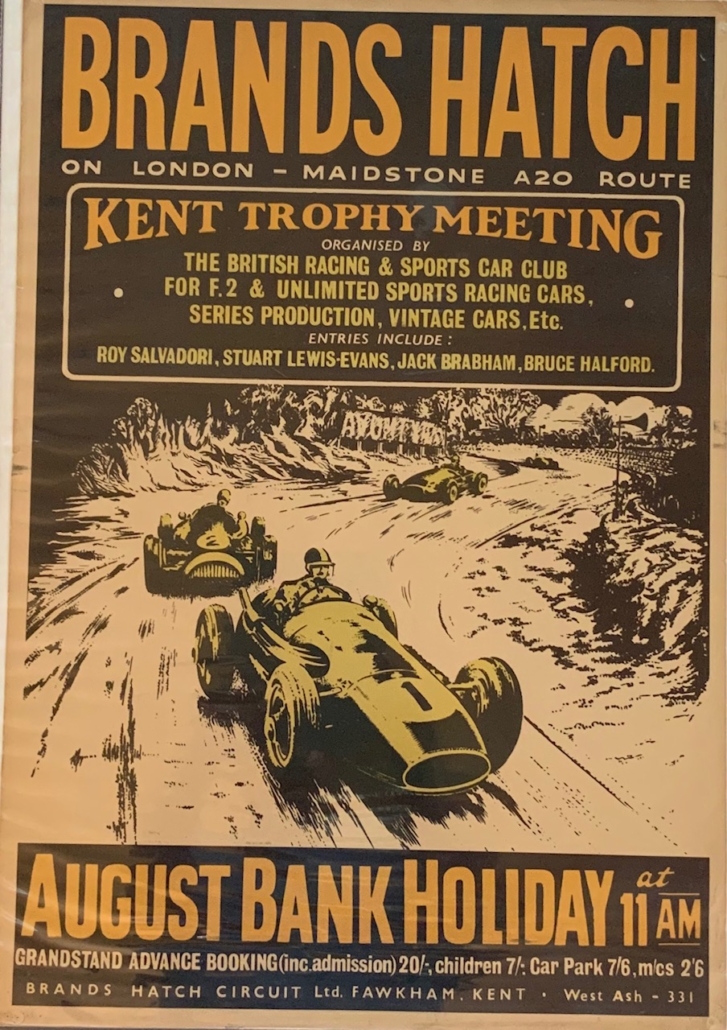 BRANDS HATCH
ON LONDON – MAIDSTONE A20 ROUTE
KENT TROPHY MEETING
ORGANISED BY
THE BRITISH RACING & SPORTS CAR CLUB
FOR F.2 & UNLIMITED SPORTS RACING CARS,
SERIES PRODUCTION, VINTAGE CARS, Etc.
ENTRIES INCLUDE :
ROY SALVADORI, STUART LEWIS-EVANS, JACK BRABHAM, BRUCE HALFORD.
1
AUGUST BANK HOLIDAY at 11 AM
GRANDSTAND ADVANCE BOOKING (inc. admission) 20/-, children 7/-. Car Park 7/6, m/cs 2'6
BRANDS HATCH CIRCUIT Ltd. FAWKHAM, KENT · West Ash - 331